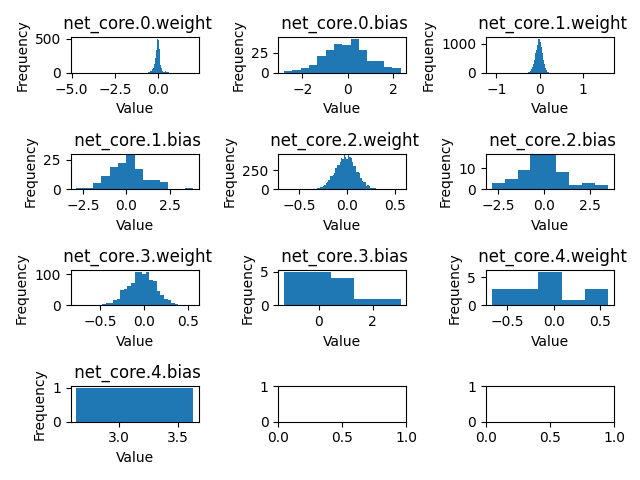 net_core.0.weight
Frequency
500
0
−5.0 −2.5 0.0
Value
net_core.0.bias
Frequency
25
0
−2 0 2
Value
net_core.1.weight
Frequency
1000
0
−1 0 1
Value
net_core.1.bias
Frequency
25
0
−2.5 0.0 2.5
Value
net_core.2.weight
Frequency
250
0
−0.5 0.0 0.5
Value
net_core.2.bias
Frequency
10
0
−2.5 0.0 2.5
Value
net_core.3.weight
Frequency
100
0
−0.5 0.0 0.5
Value
net_core.3.bias
Frequency
5
0
0 2
Value
net_core.4.weight
Frequency
5
0
−0.5 0.0 0.5
Value
net_core.4.bias
Frequency
1
0
3.0 3.5
Value
1
0
0.0 0.5 1.0
1
0
0.0 0.5 1.0